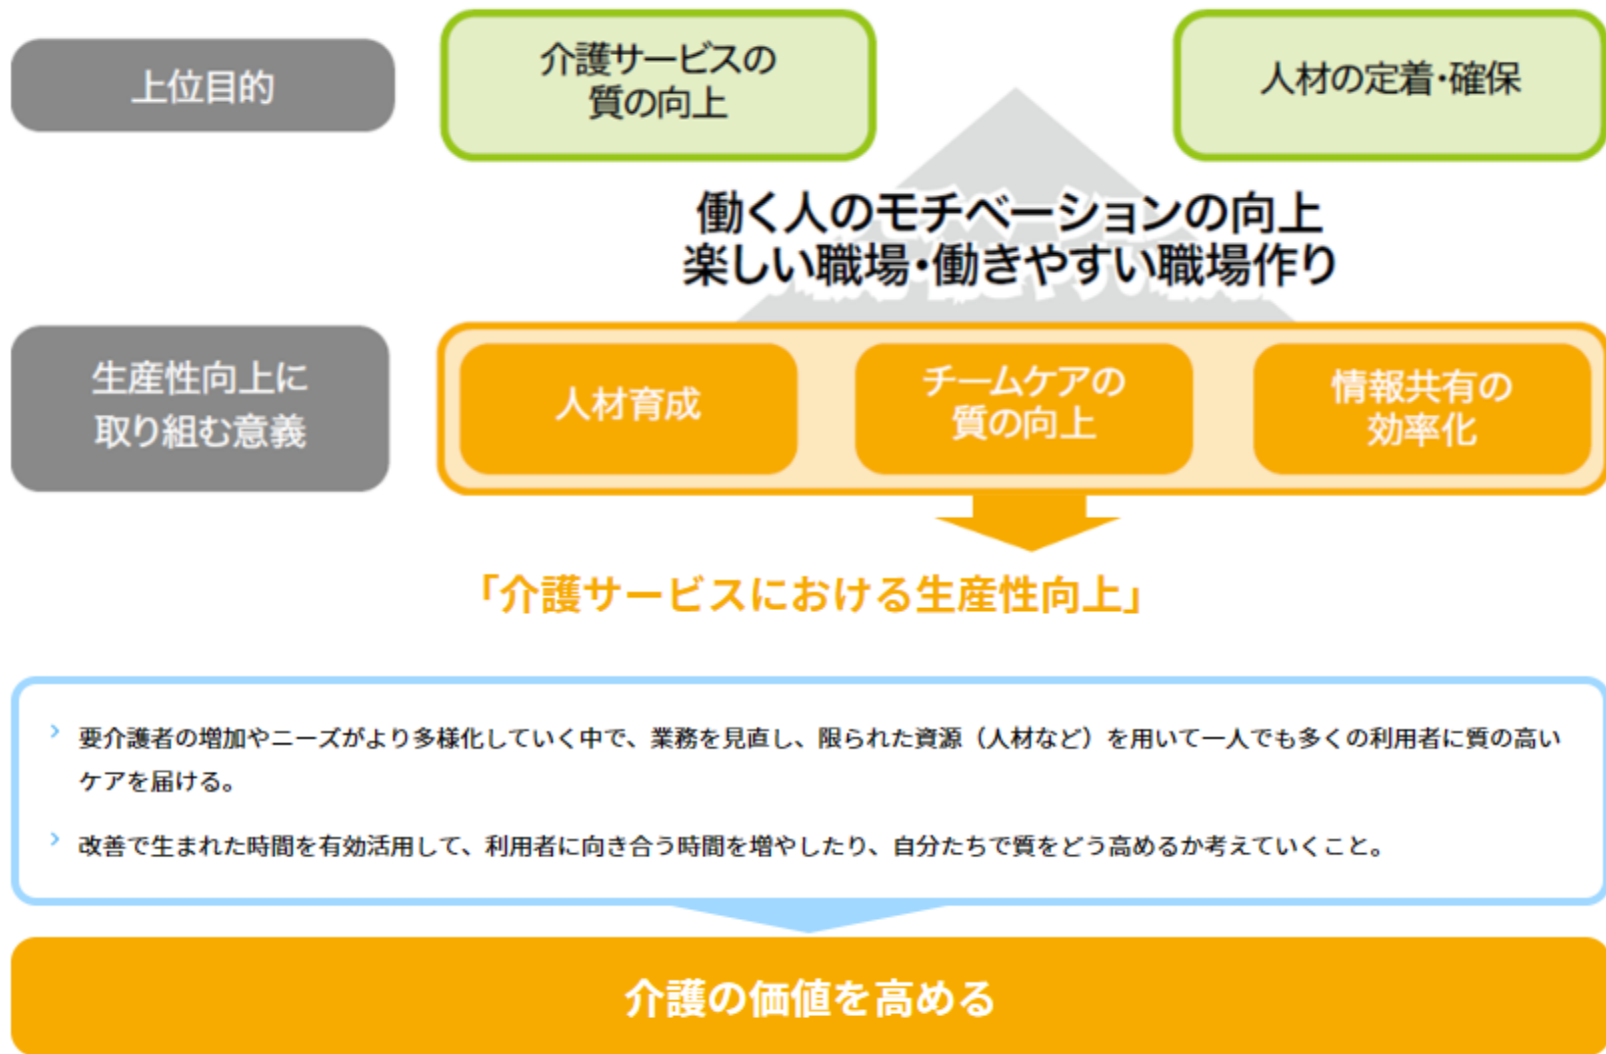 上位目的
介護サービスの
質の向上
人材の定着・確保
働く人のモチベーションの向上
楽しい職場・働きやすい職場作り
生産性向上に
取り組む意義
人材育成
チームケアの
質の向上
情報共有の
効率化
「介護サービスにおける生産性向上」
要介護者の増加やニーズがより多様化していく中で、業務を見直し、限られた資源（人材など）を用いて一人でも多くの利用者に質の高い
ケアを届ける。
改善で生まれた時間を有効活用して、利用者に向き合う時間を増やしたり、自分たちで質をどう高めるか考えていくこと。
介護の価値を高める